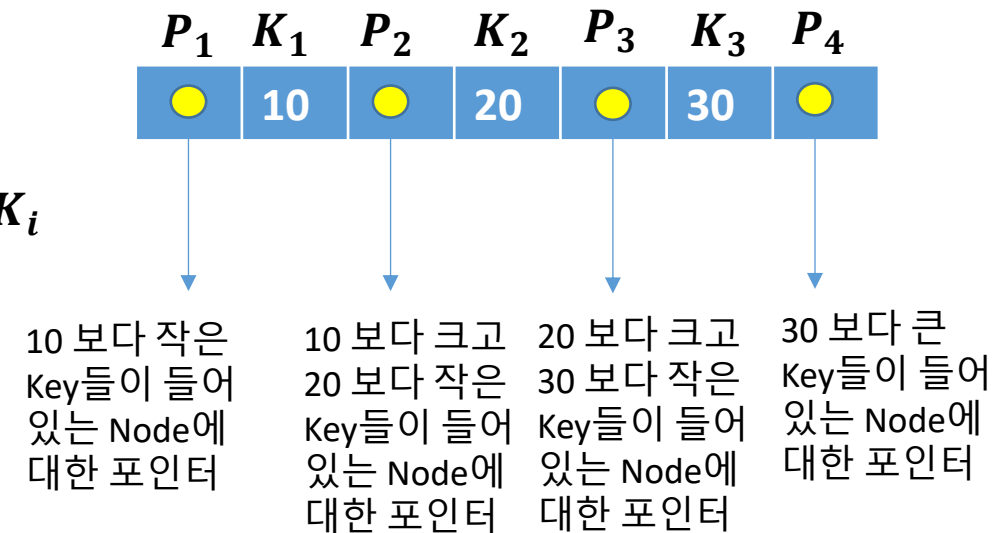 P₁ K₁ P₂ K₂ P₃ K₃ P₄
10 20 30
Kᵢ
10 보다 작은
Key들이 들어
있는 Node에
대한 포인터
10 보다 크고
20 보다 작은
Key들이 들어
있는 Node에
대한 포인터
20 보다 크고
30 보다 작은
Key들이 들어
있는 Node에
대한 포인터
30 보다 큰
Key들이 들어
있는 Node에
대한 포인터